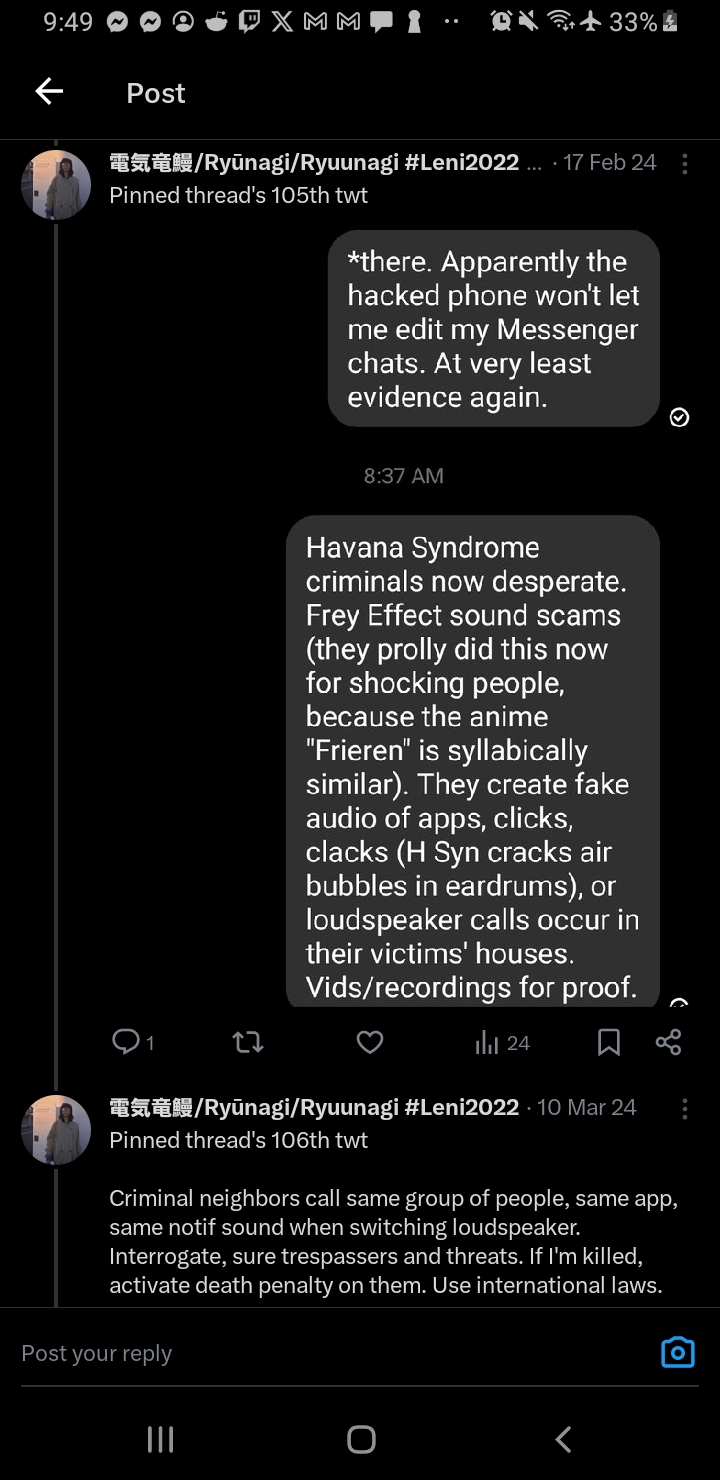 9:49
33%
Post
電気竜鰻/Ryūnagi/Ryuunagi #Leni2022 ... · 17 Feb 24
Pinned thread's 105th twt
*there. Apparently the
hacked phone won't let
me edit my Messenger
chats. At very least
evidence again.
8:37 AM
Havana Syndrome
criminals now desperate.
Frey Effect sound scams
(they prolly did this now
for shocking people,
because the anime
"Frieren" is syllabically
similar). They create fake
audio of apps, clicks,
clacks (H Syn cracks air
bubbles in eardrums), or
loudspeaker calls occur in
their victims' houses.
Vids/recordings for proof.
1
24
電気竜鰻/Ryūnagi/Ryuunagi #Leni2022 · 10 Mar 24
Pinned thread's 106th twt
Criminal neighbors call same group of people, same app,
same notif sound when switching loudspeaker.
Interrogate, sure trespassers and threats. If I'm killed,
activate death penalty on them. Use international laws.
Post your reply